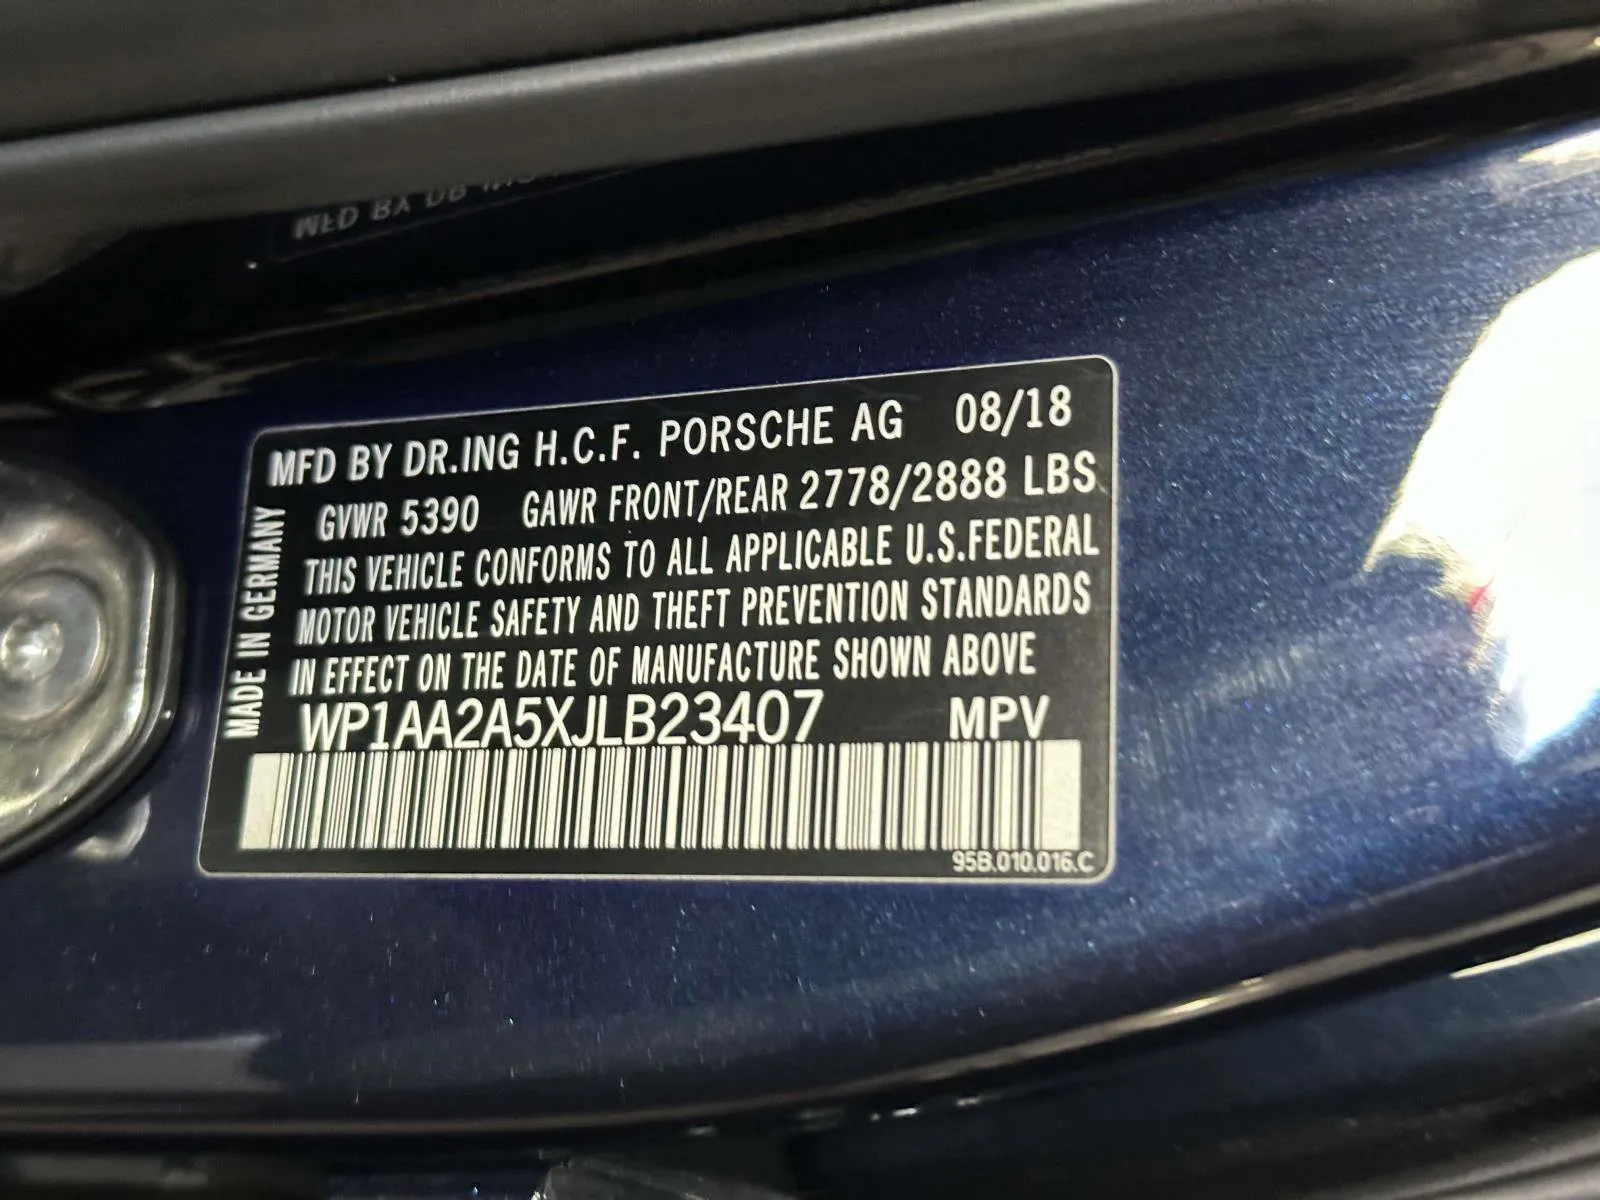 MFD BY DR.ING H.C.F. PORSCHE AG 08/18
GVWR 5390 GAWR FRONT/REAR 2778/2888 LBS
THIS VEHICLE CONFORMS TO ALL APPLICABLE U.S.FEDERAL
MOTOR VEHICLE SAFETY AND THEFT PREVENTION STANDARDS
IN EFFECT ON THE DATE OF MANUFACTURE SHOWN ABOVE
WP1AA2A5XJLB23407 MPV
95B.010.016.C
MADE IN GERMANY